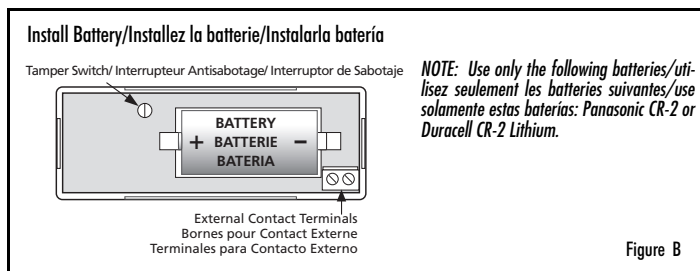 Install Battery/Installez la batterie/Instalarla batería
Tamper Switch/ Interrupteur Antisabotage/ Interruptor de Sabotaje
NOTE: Use only the following batteries/uti-
lisez seulement les batteries suivantes/use
solamente estas baterías: Panasonic CR-2 or
Duracell CR-2 Lithium.
BATTERY
+ BATTERIE −
BATERIA
External Contact Terminals
Bornes pour Contact Externe
Terminales para Contacto Externo
Figure B